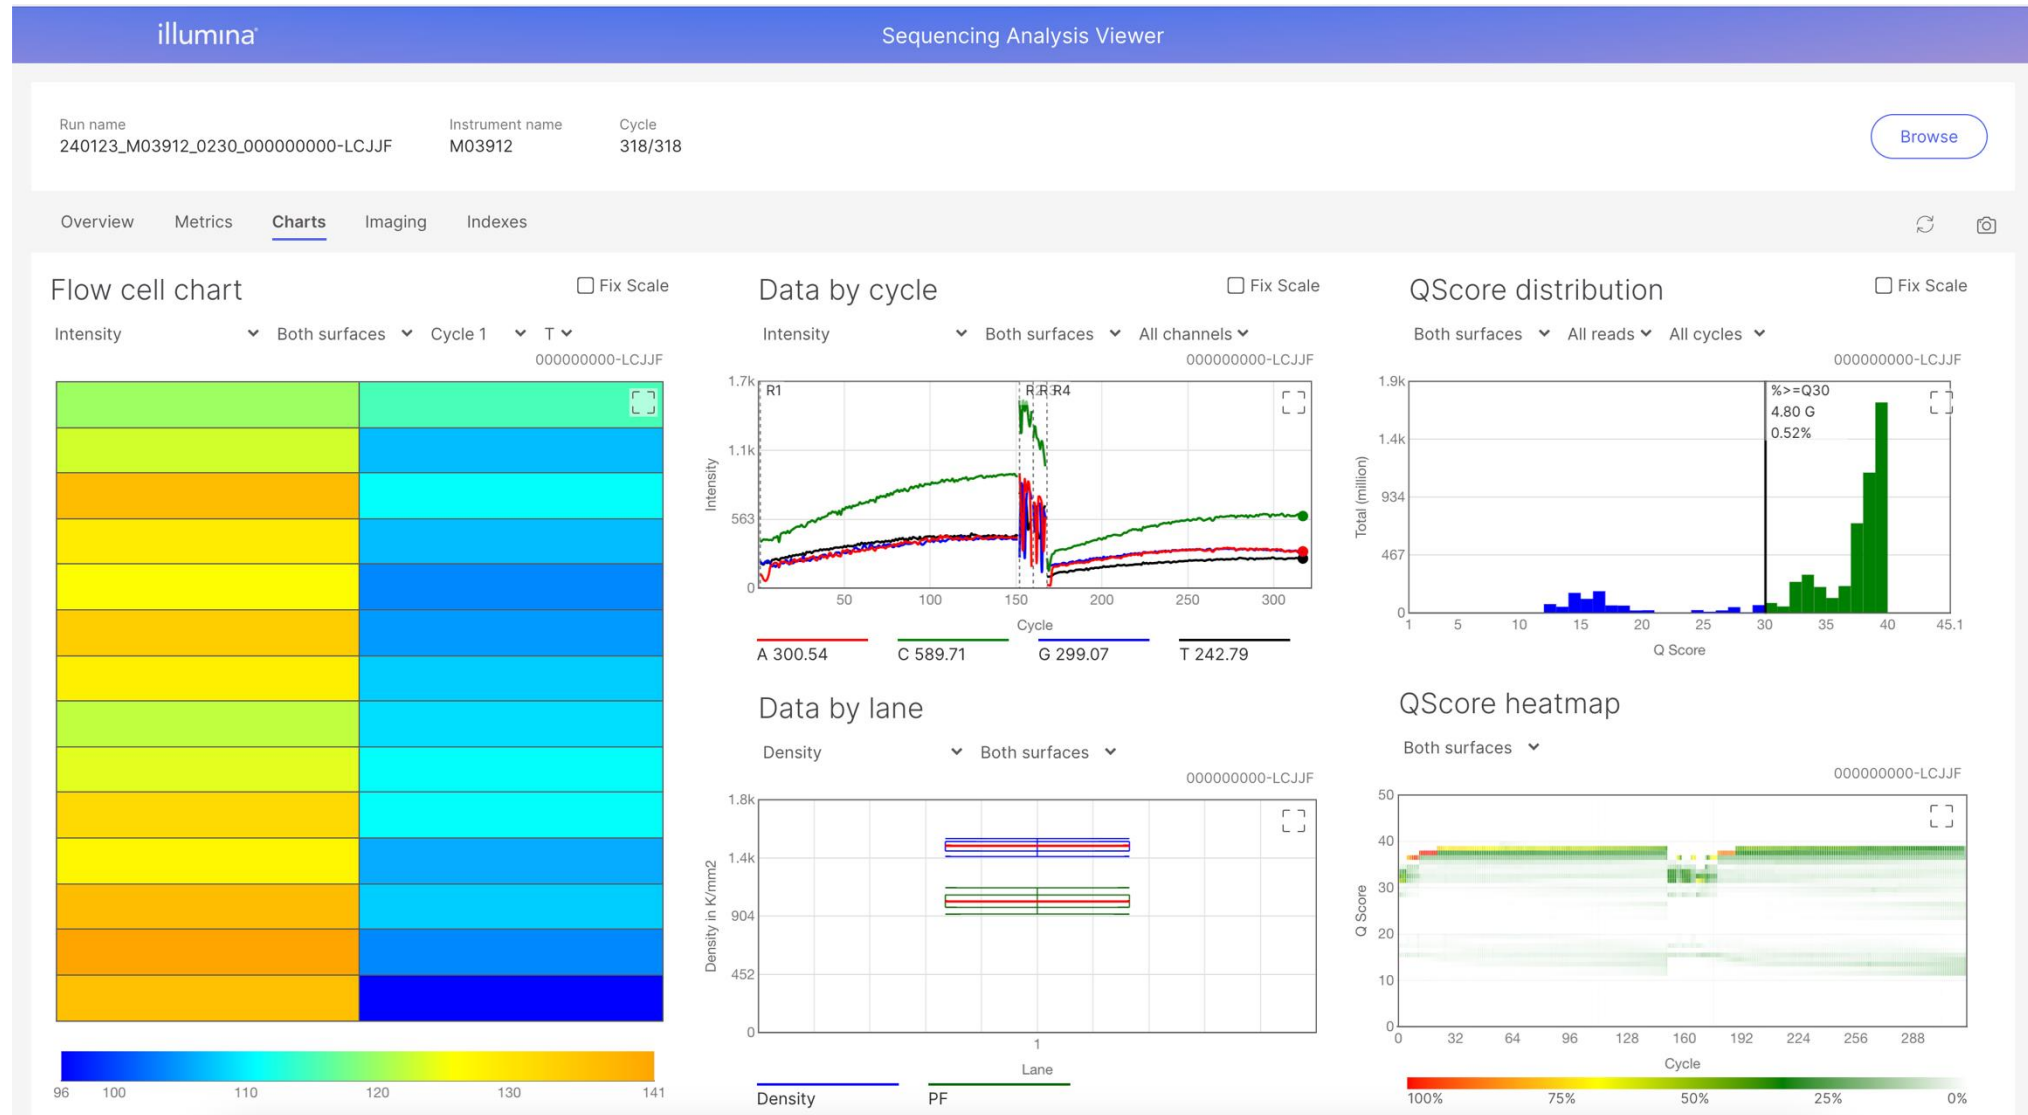 illumina
Sequencing Analysis Viewer
Run name
240123_M03912_0230_000000000-LCJJF
Instrument name
M03912
Cycle
318/318
Browse
Overview
Metrics
Charts
Imaging
Indexes
Flow cell chart
Fix Scale
Intensity
Both surfaces
Cycle 1
T
000000000-LCJJF
96
100
110
120
130
141
Data by cycle
Fix Scale
Intensity
Both surfaces
All channels
000000000-LCJJF
1.7k
1.1k
563
0
Intensity
R1
R4
50
100
150
200
250
300
Cycle
A 300.54
C 589.71
G 299.07
T 242.79
Data by lane
Density
Both surfaces
000000000-LCJJF
1.8k
1.4k
904
452
0
Density in K/mm2
1
Lane
Density
PF
QScore distribution
Fix Scale
Both surfaces
All reads
All cycles
000000000-LCJJF
1.9k
1.4k
934
467
0
Total (million)
%>=Q30
4.80 G
0.52%
1
5
10
15
20
25
30
35
40
45.1
Q Score
QScore heatmap
Both surfaces
000000000-LCJJF
50
40
30
20
10
0
Q Score
0
32
64
96
128
160
192
224
256
288
Cycle
100%
75%
50%
25%
0%